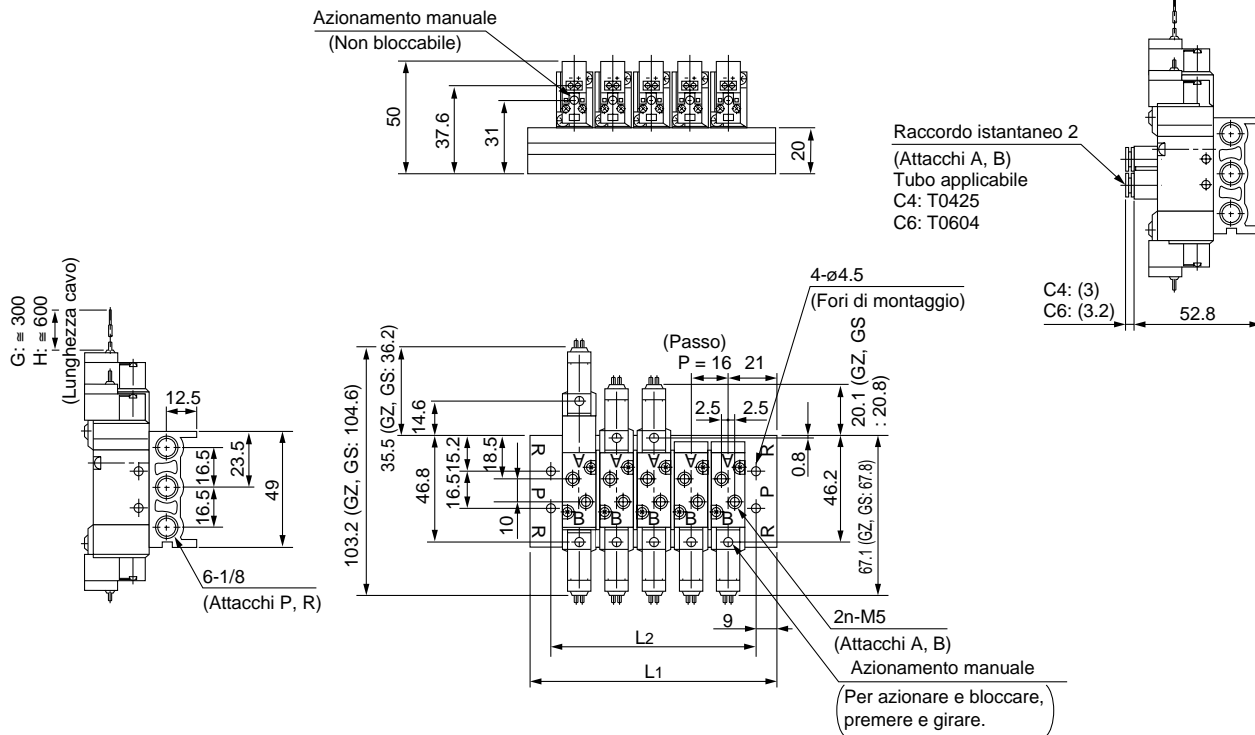 Azionamento manuale
(Non bloccabile)
50
37.6
31
20
Raccordo istantaneo 2
(Attacchi A, B)
Tubo applicabile
C4: T0425
C6: T0604
C4: (3)
C6: (3.2)
52.8
G: ≅ 300
H: ≅ 600
(Lunghezza cavo)
12.5
16.5
16.5
23.5
49
6-1/8
(Attacchi P, R)
4-ø4.5
(Fori di montaggio)
(Passo)
P = 16
21
2.5
2.5
103.2 (GZ, GS: 104.6)
35.5 (GZ, GS: 36.2)
14.6
46.8
15.2
16.5
18.5
10
R
P
R
A
A
A
A
A
B
B
B
B
B
R
P
R
20.1 (GZ, GS
: 20.8)
0.8
46.2
67.1 (GZ, GS: 67.8)
9
L2
L1
2n-M5
(Attacchi A, B)
Azionamento manuale
(Per azionare e bloccare,
premere e girare.)